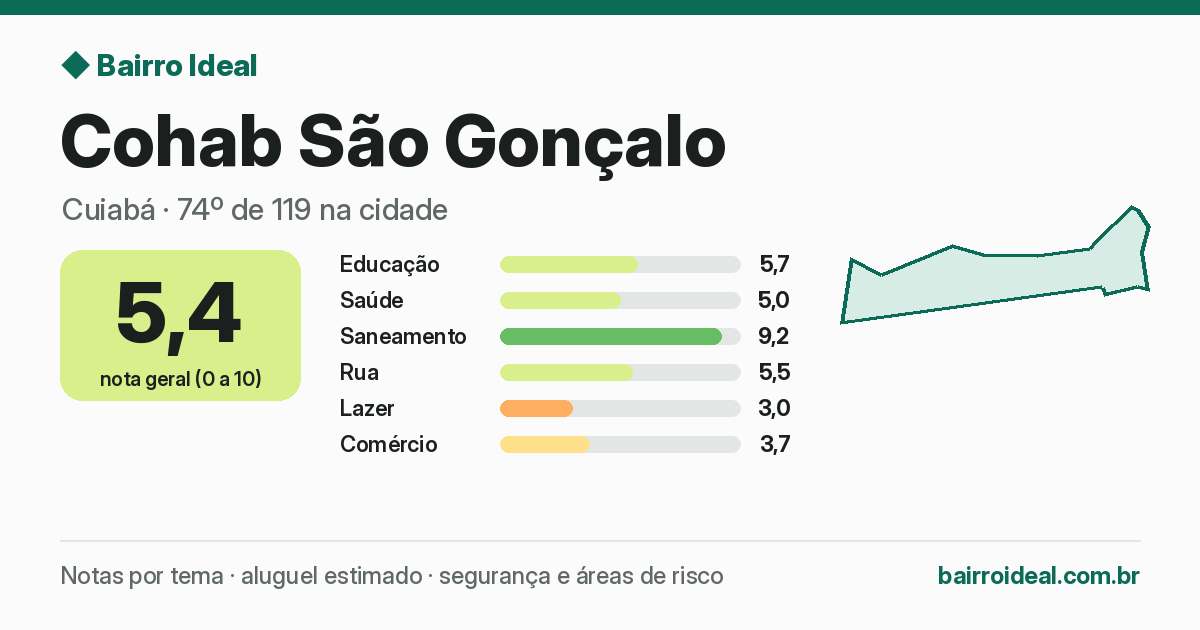 Bairro Ideal
Cohab São Gonçalo
Cuiabá · 74º de 119 na cidade
5,4
nota geral (0 a 10)
Educação 5,7
Saúde 5,0
Saneamento 9,2
Rua 5,5
Lazer 3,0
Comércio 3,7
Notas por tema · aluguel estimado · segurança e áreas de risco
bairroideal.com.br